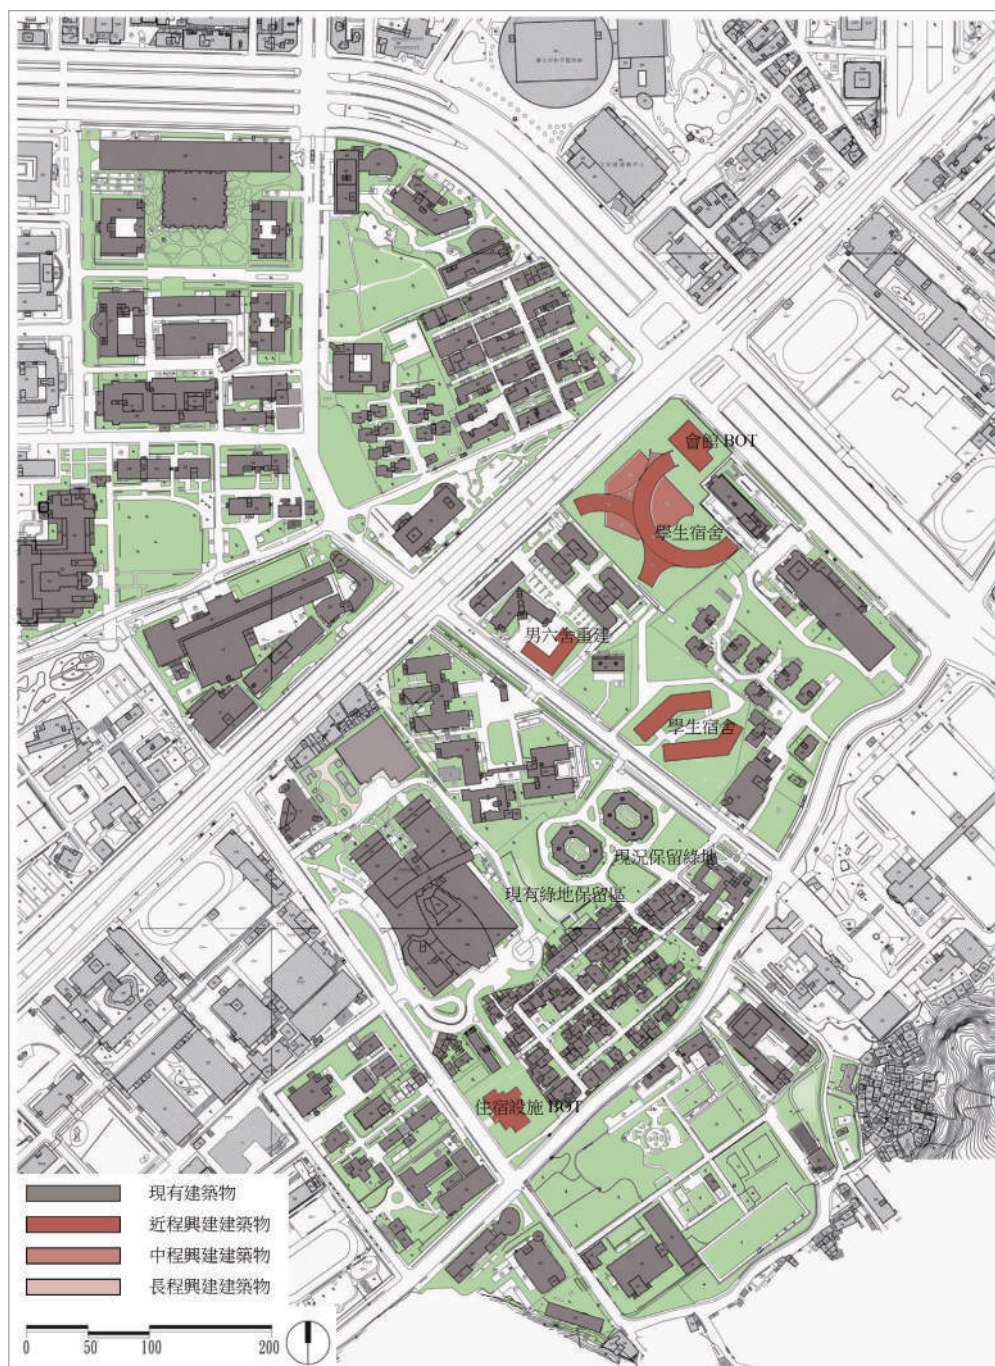 會館 BOT
學生宿舍
男六舍重建
學生宿舍
現況保留綠地
現有綠地保留區
住宿設施 BOT
現有建築物
近程興建建築物
中程興建建築物
長程興建建築物
0 50 100 200